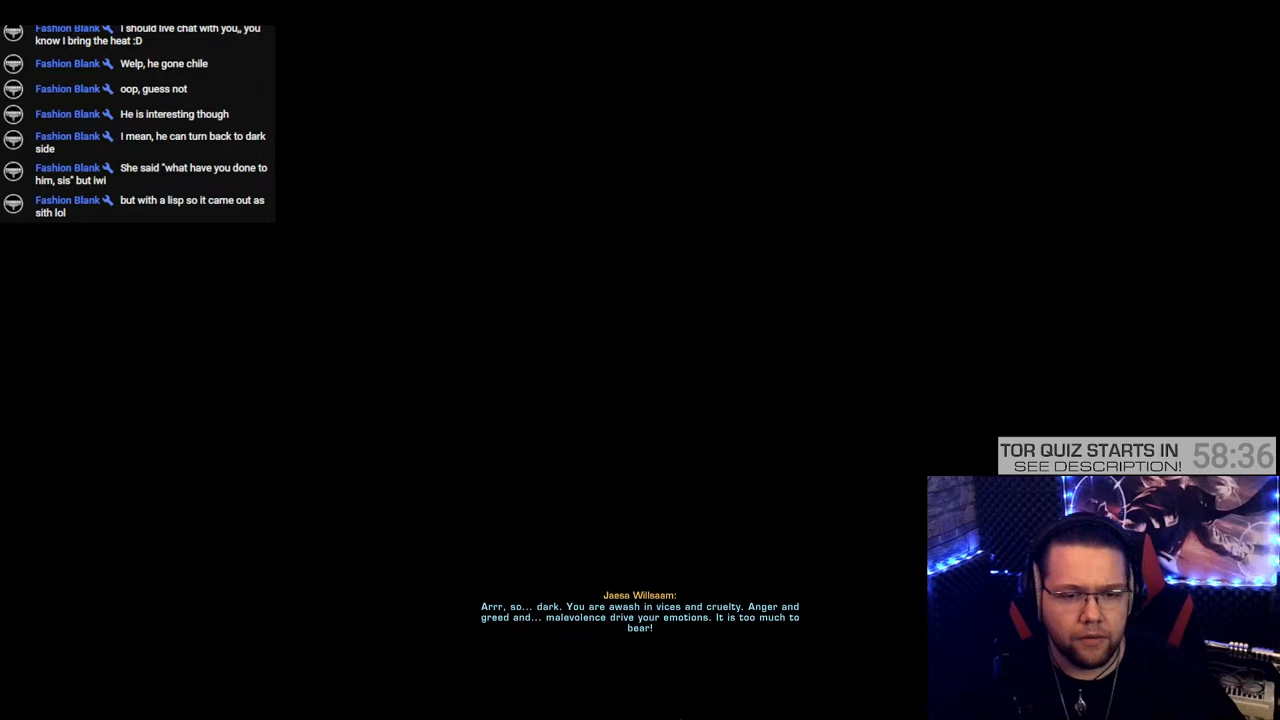 Fashion Blank I should live chat with you,, you
know I bring the heat :D
Fashion Blank Welp, he gone chile
Fashion Blank oop, guess not
Fashion Blank He is interesting though
Fashion Blank I mean, he can turn back to dark
side
Fashion Blank She said "what have you done to
him, sis" but iwi
Fashion Blank but with a lisp so it came out as
sith lol
TOR QUIZ STARTS IN 58:36
SEE DESCRIPTION!
Jaesa Willsaam:
Arrr, so... dark. You are awash in vices and cruelty. Anger and
greed and... malevolence drive your emotions. It is too much to
bear!